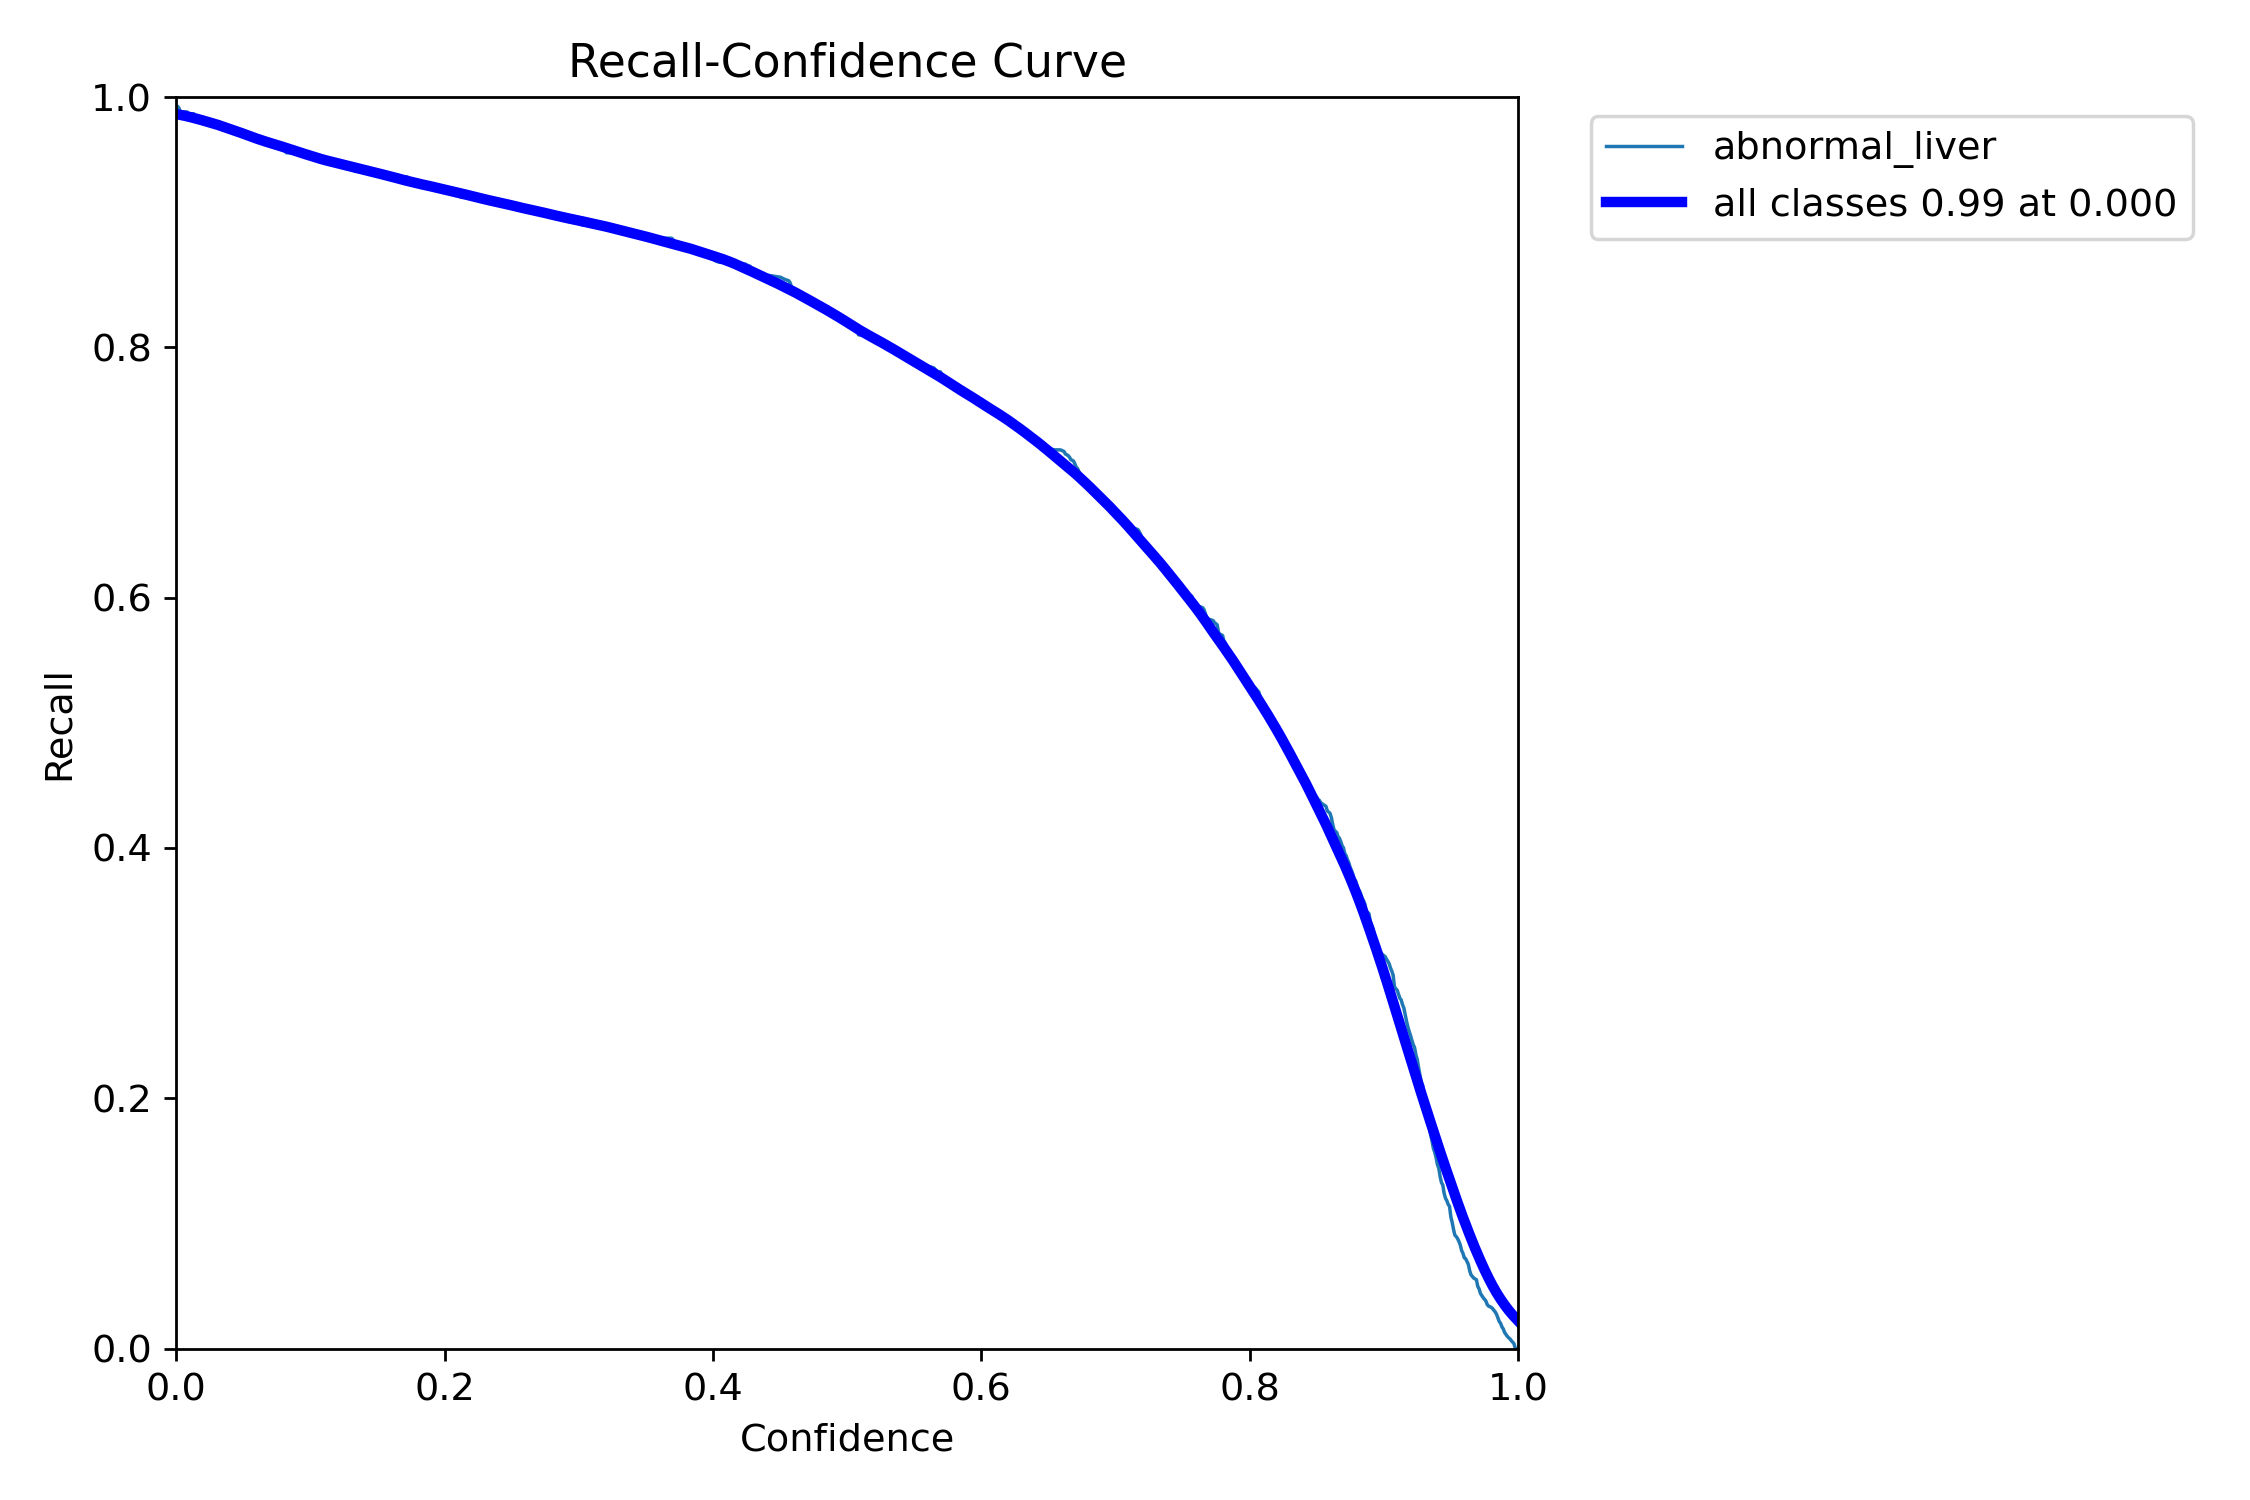 Recall-Confidence Curve
1.0
0.8
0.6
0.4
0.2
0.0
Recall
0.0 0.2 0.4 0.6 0.8 1.0
Confidence
abnormal_liver
all classes 0.99 at 0.000